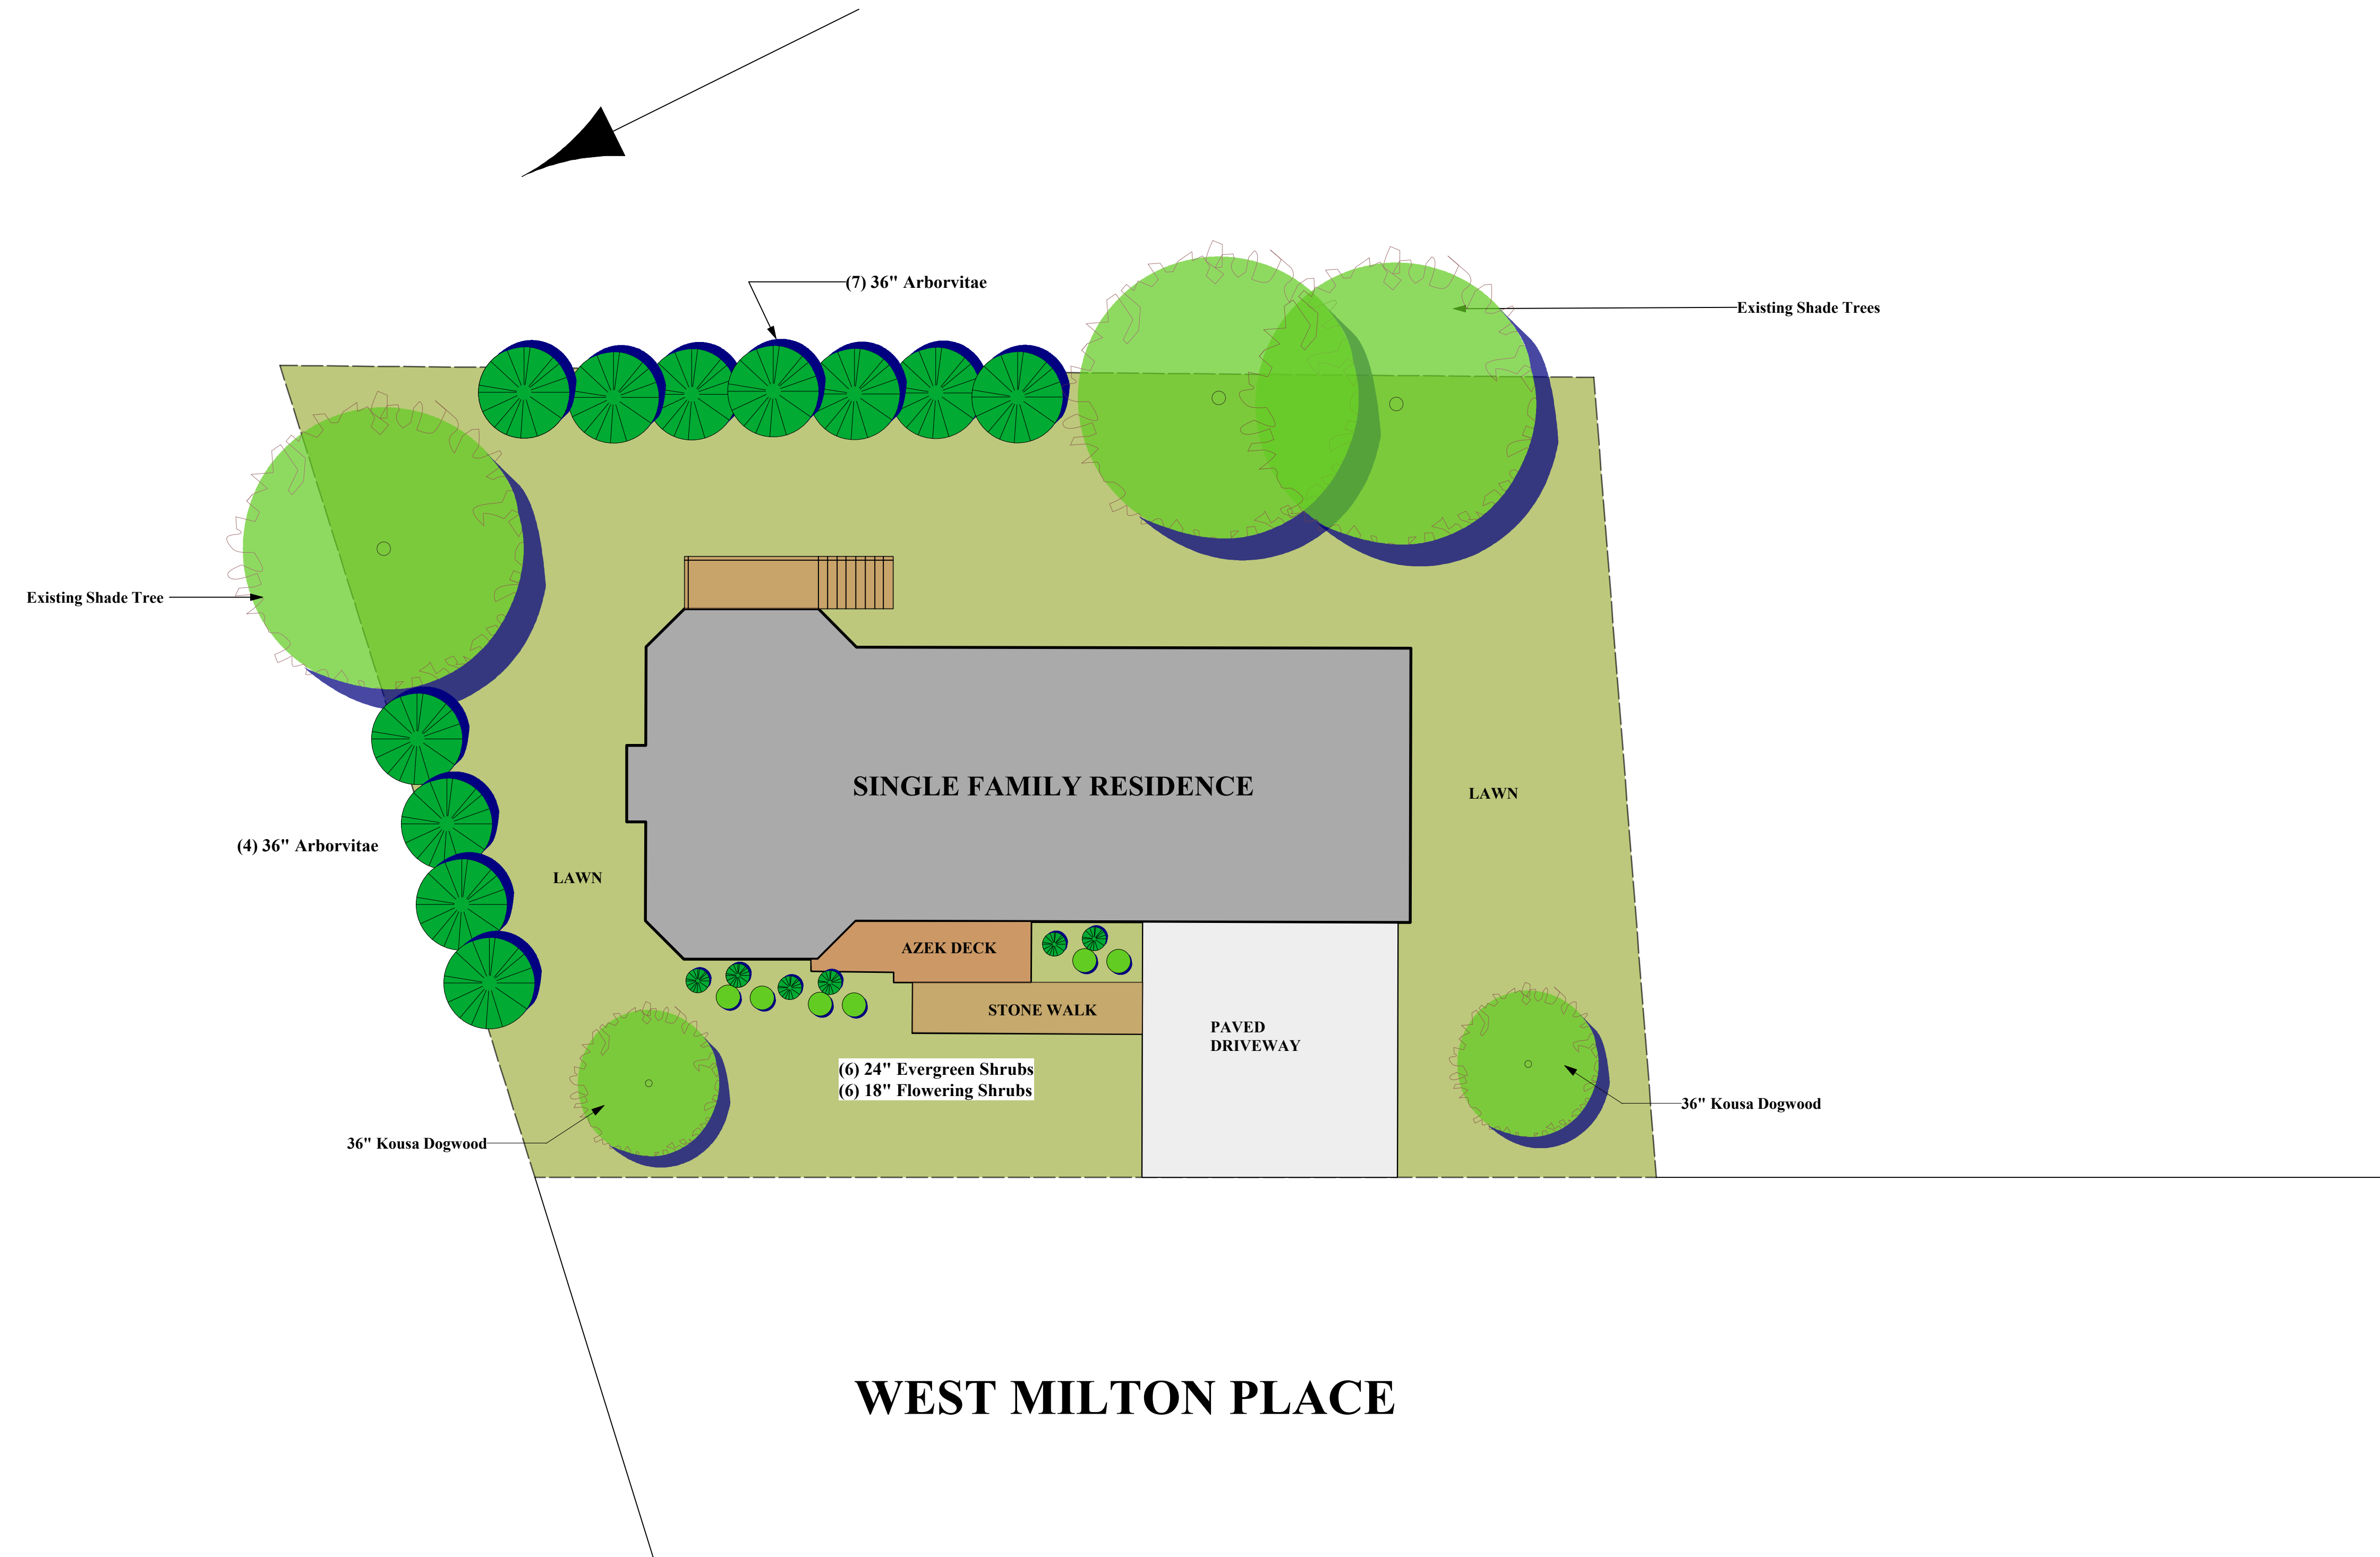 (7) 36" Arborvitae
Existing Shade Trees
Existing Shade Tree
SINGLE FAMILY RESIDENCE
LAWN
(4) 36" Arborvitae
LAWN
AZEK DECK
STONE WALK
PAVED
DRIVEWAY
(6) 24" Evergreen Shrubs
(6) 18" Flowering Shrubs
36" Kousa Dogwood
36" Kousa Dogwood
WEST MILTON PLACE